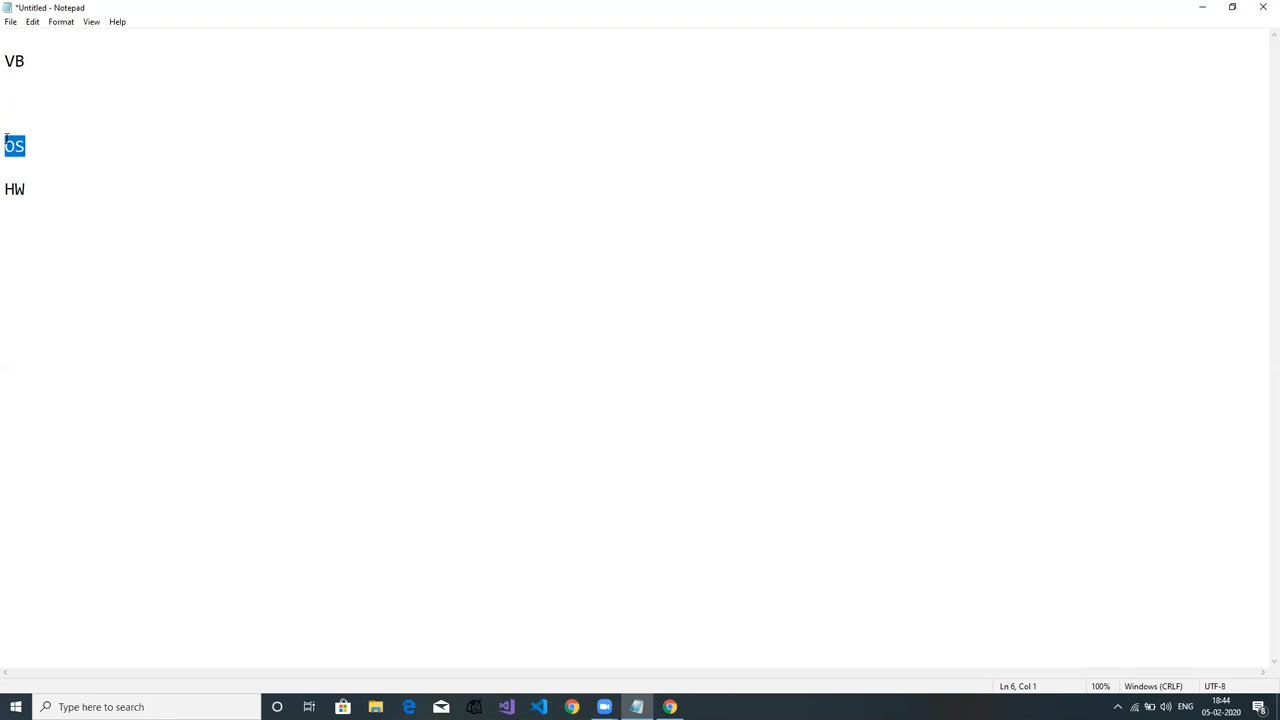 *Untitled - Notepad
File Edit Format View Help
VB
OS
HW
Ln 6, Col 1 100% Windows (CRLF) UTF-8
Type here to search
ENG
18:44
05-02-2020
8